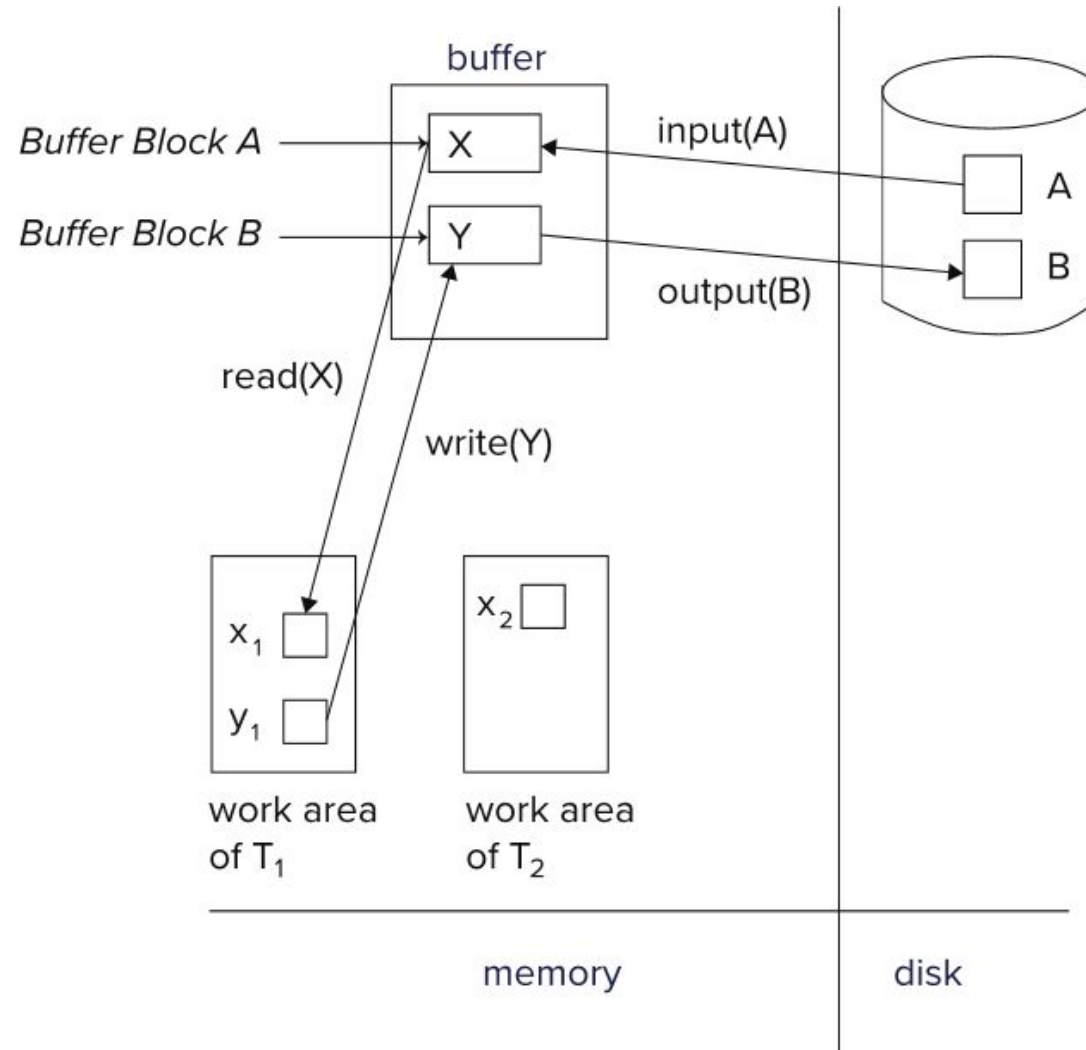 buffer
Buffer Block A
X
input(A)
A
Buffer Block B
Y
B
output(B)
read(X)
write(Y)
x₁
x₂
y₁
work area
of T₁
work area
of T₂
memory
disk